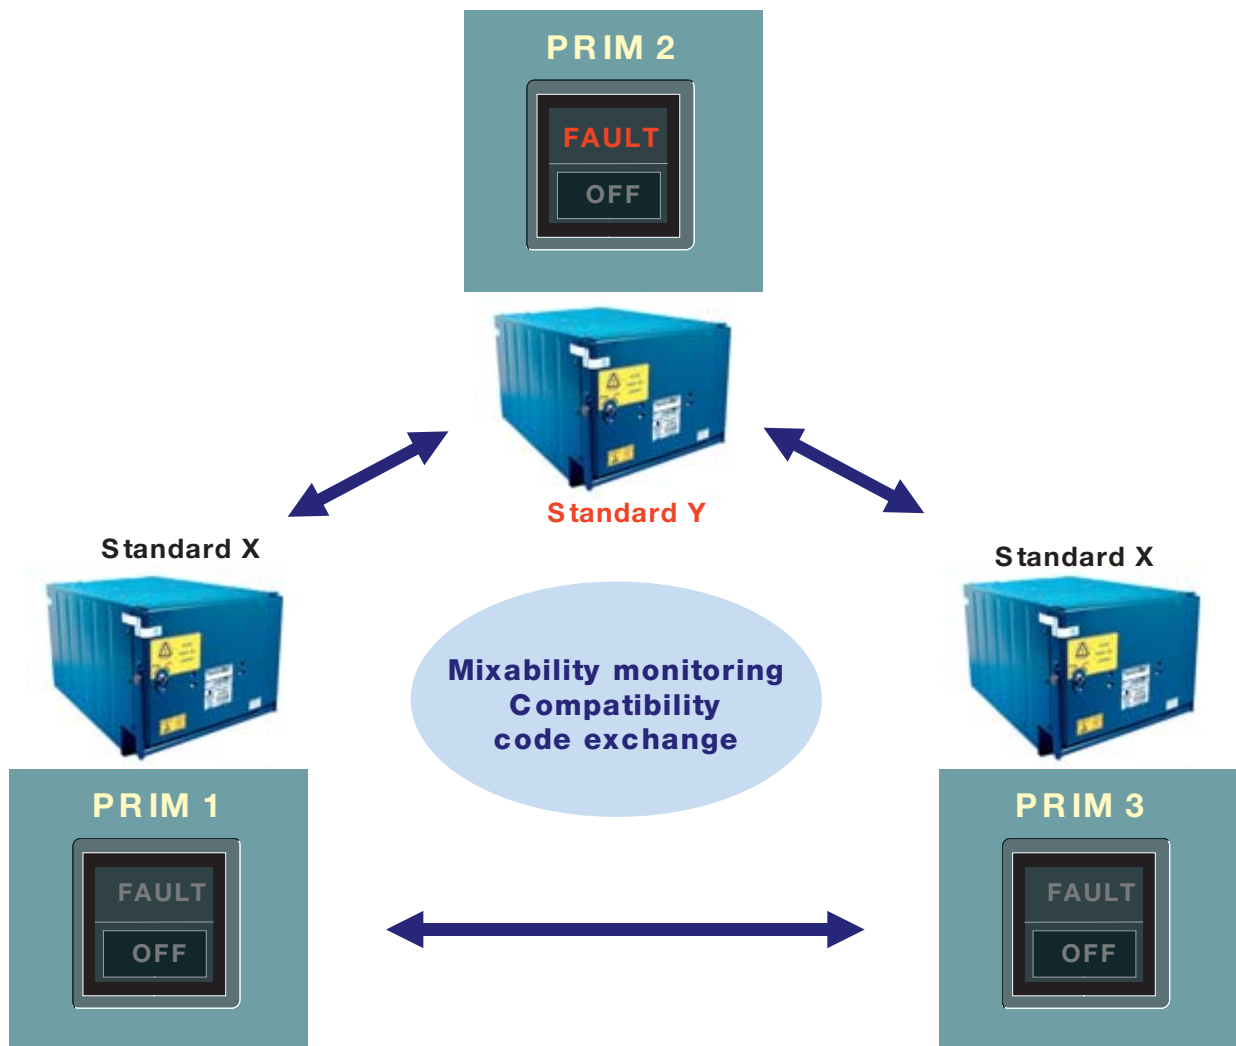 PRIM 2
FAULT
OFF
Standard Y
Standard X
Standard X
Mixability monitoring
Compatibility
code exchange
PRIM 1
FAULT
OFF
PRIM 3
FAULT
OFF